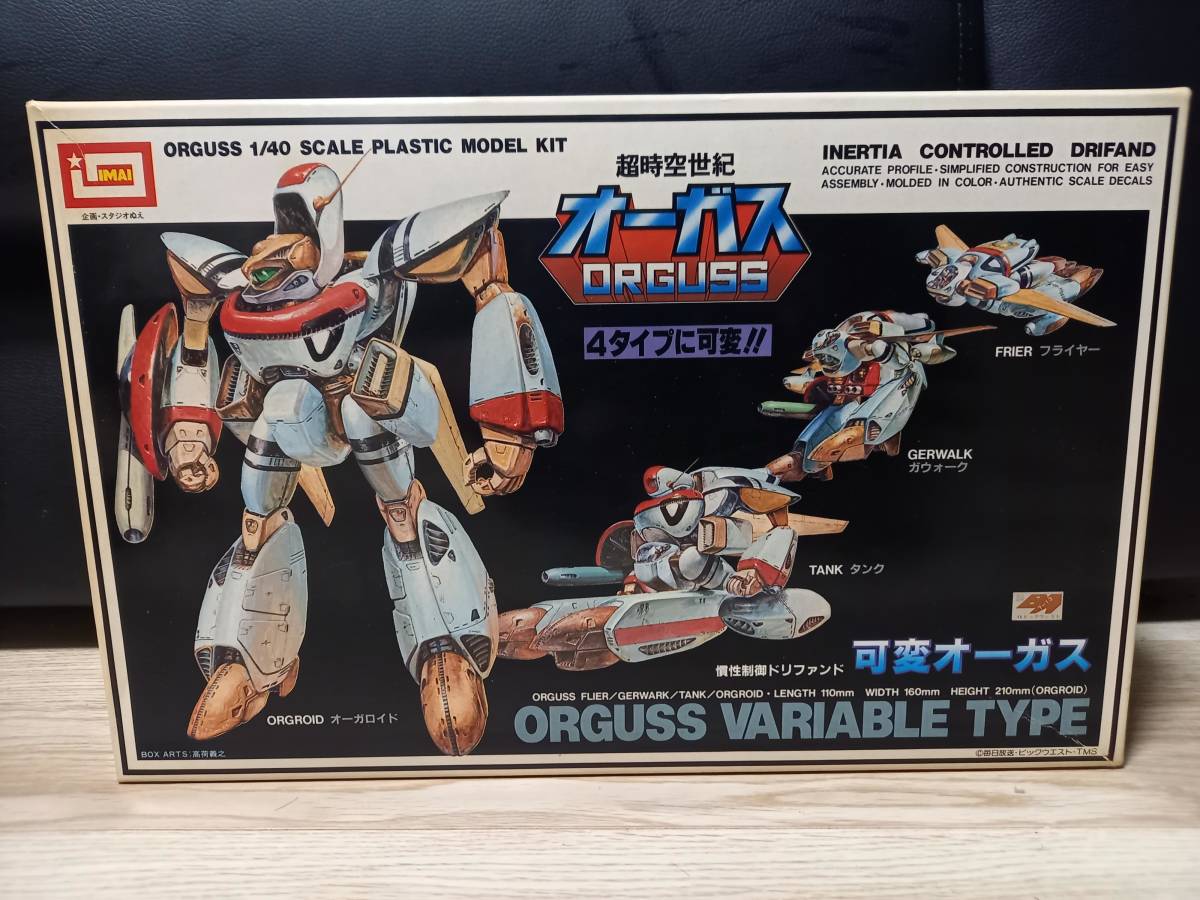 IMAI
企画・スタジオぬえ
ORGUSS 1/40 SCALE PLASTIC MODEL KIT
超時空世紀
オーガス
ORGUSS
4タイプに可変!!
INERTIA CONTROLLED DRIFAND
ACCURATE PROFILE・SIMPLIFIED CONSTRUCTION FOR EASY
ASSEMBLY・MOLDED IN COLOR・AUTHENTIC SCALE DECALS
FRIER フライヤー
GERWALK
ガウォーク
TANK タンク
ORGROID オーガロイド
慣性制御ドリファンド 可変オーガス
ORGUSS FLIER/GERWARK/TANK/ORGROID・LENGTH 110mm WIDTH 160mm HEIGHT 210mm(ORGROID)
ORGUSS VARIABLE TYPE
BOX ARTS:高荷義之
©毎日放送・ビックウエスト・TMS